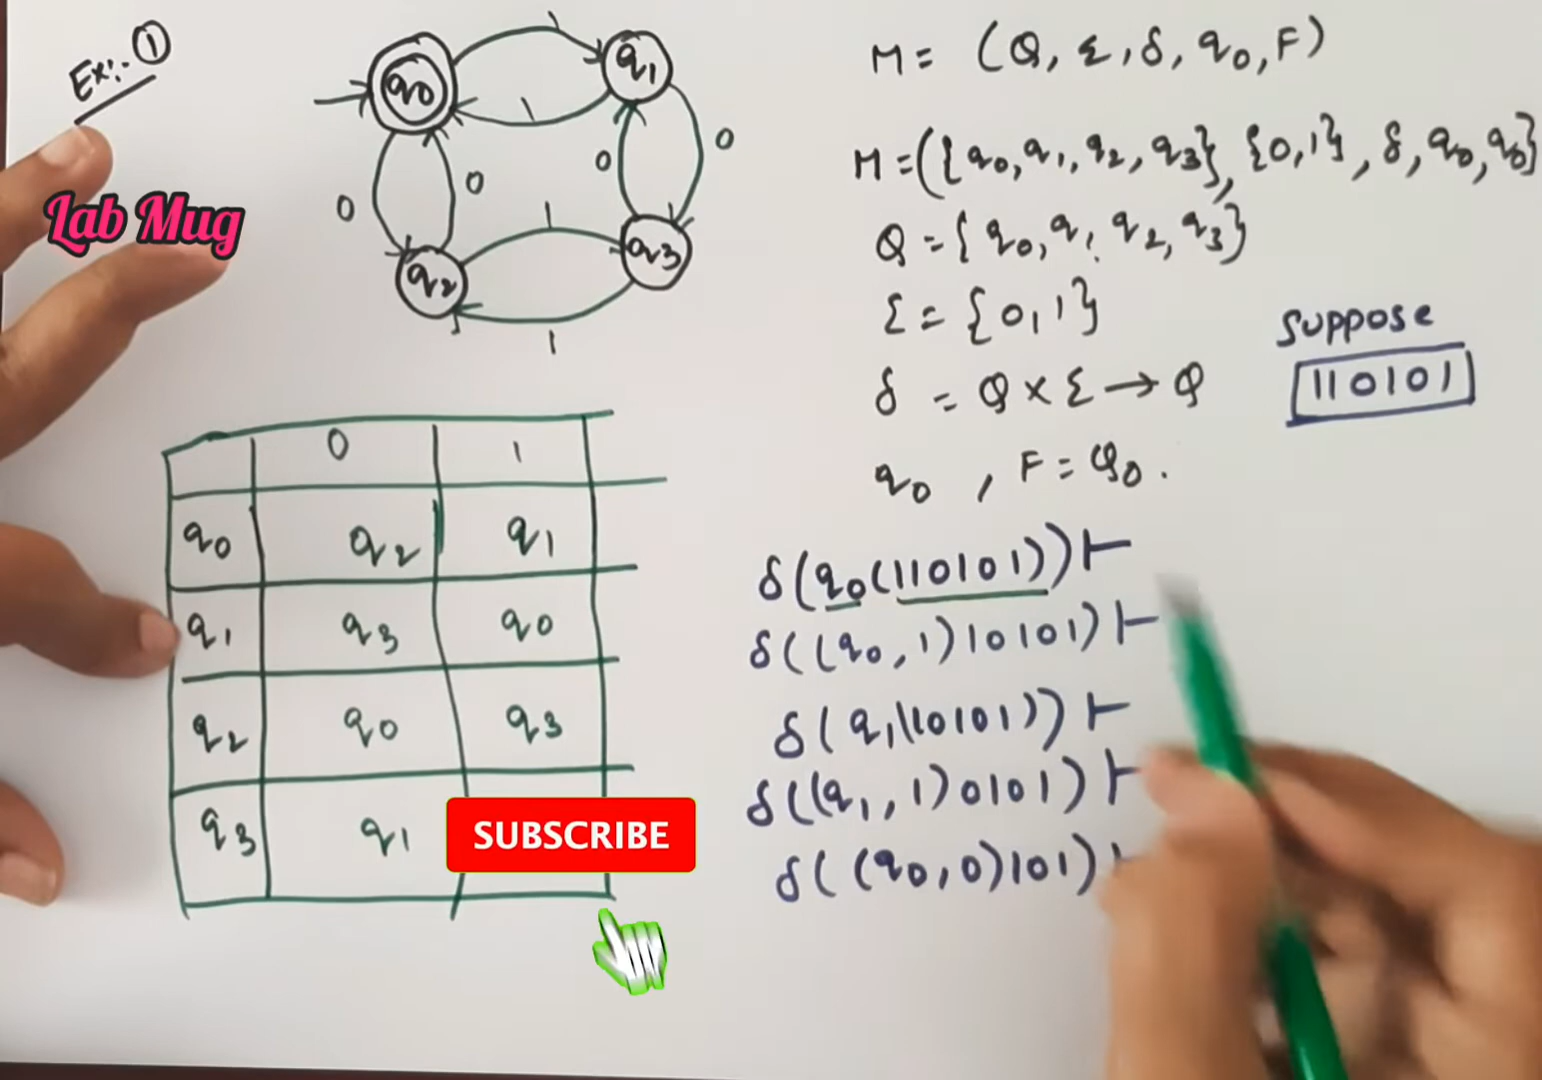 Ex:- ①
Lab Mug
1
q0
q1
1
0
0
0
0
1
q2
q3
1
0 1
q0 q2 q1
q1 q3 q0
q2 q0 q3
q3 q1
SUBSCRIBE
M = (Q, Σ, δ, q0, F)
M = ({q0, q1, q2, q3}, {0,1}, δ, q0, q0}
Q = {q0, q1 q2, q3}
Σ = {0,1}
δ = Q × Σ → Q
q0 , F = q0.
suppose
110101
δ(q0(110101)) ⊢
δ((q0,1)10101) ⊢
δ(q1(10101)) ⊢
δ((q1,1)0101) ⊢
δ((q0,0)101) ⊢